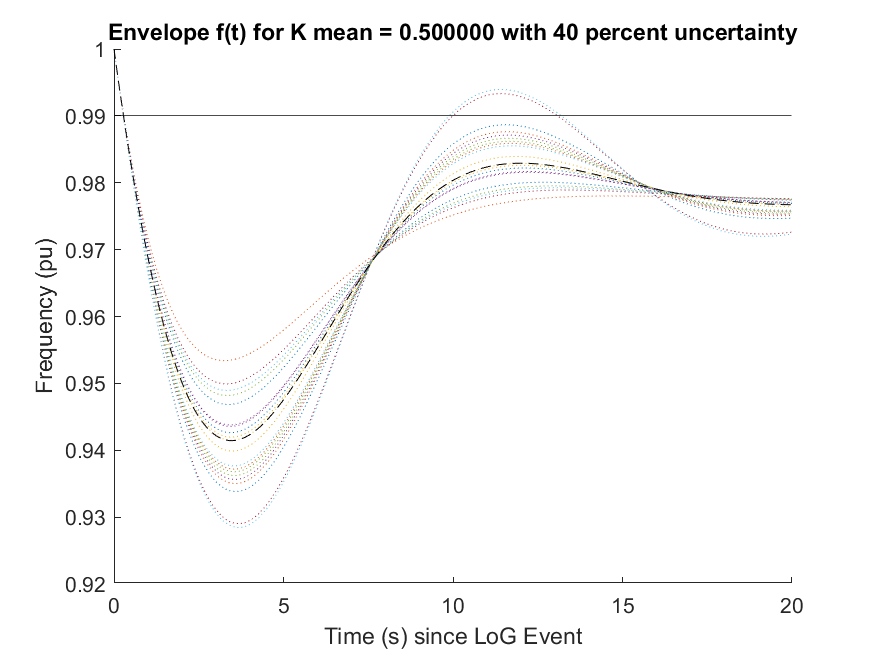 Envelope f(t) for K mean = 0.500000 with 40 percent uncertainty
1
0.99
0.98
0.97
0.96
0.95
0.94
0.93
0.92
Frequency (pu)
0 5 10 15 20
Time (s) since LoG Event